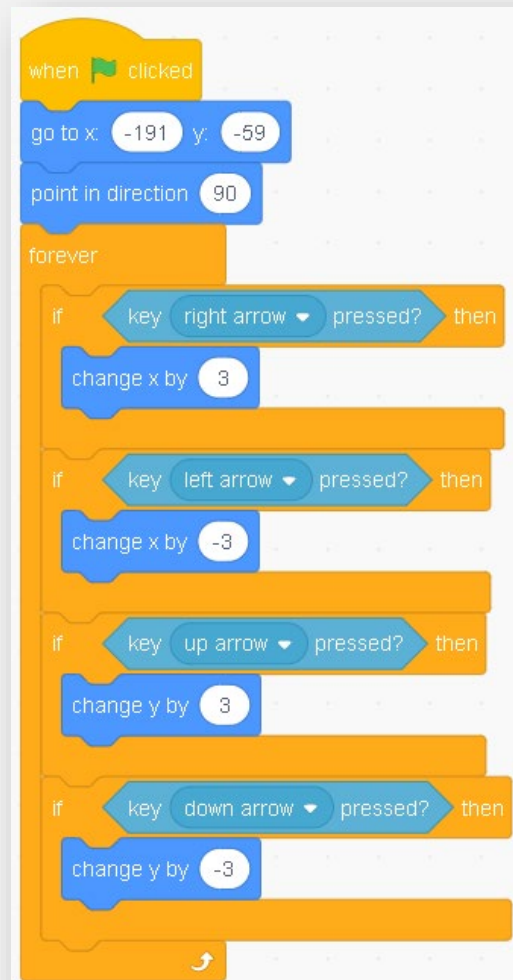 when clicked
go to x: -191 y: -59
point in direction 90
forever
if key right arrow pressed? then
change x by 3
if key left arrow pressed? then
change x by -3
if key up arrow pressed? then
change y by 3
if key down arrow pressed? then
change y by -3